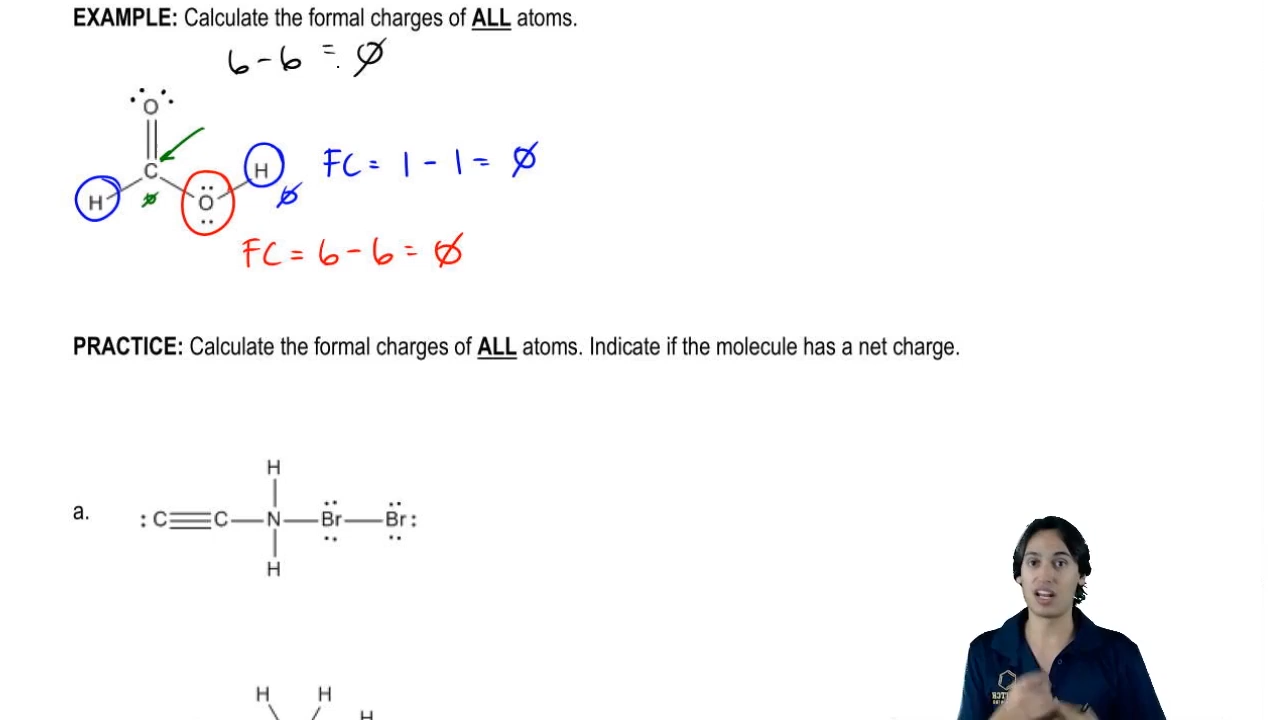 EXAMPLE: Calculate the formal charges of ALL atoms.
6 - 6 = ∅
O
C
H
H
O
FC = 1 - 1 = ∅
∅
∅
FC = 6 - 6 = ∅
PRACTICE: Calculate the formal charges of ALL atoms. Indicate if the molecule has a net charge.
H
a. :C≡C—N—Br—Br:
H
H H
H